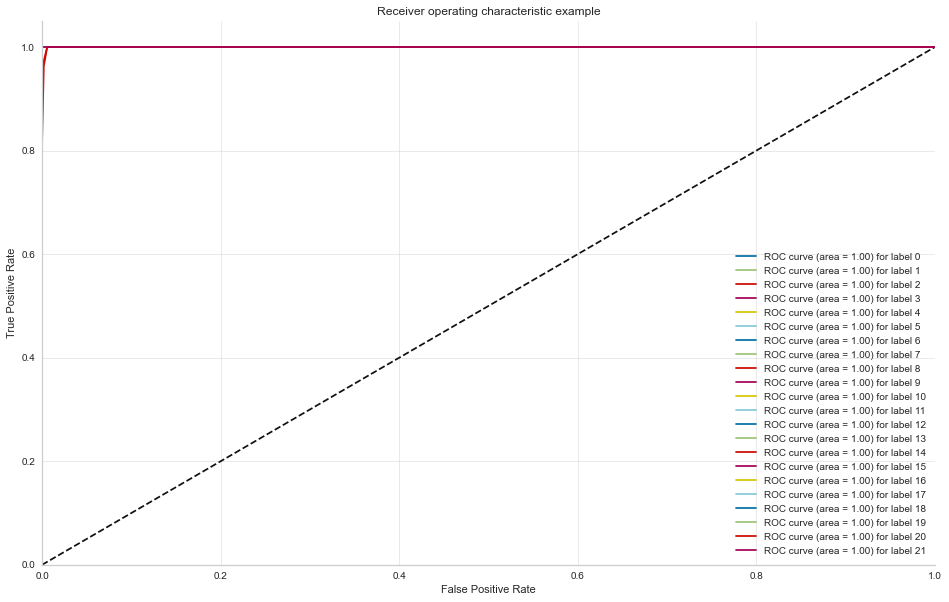 Receiver operating characteristic example
1.0
0.8
0.6
0.4
0.2
0.0
True Positive Rate
ROC curve (area = 1.00) for label 0
ROC curve (area = 1.00) for label 1
ROC curve (area = 1.00) for label 2
ROC curve (area = 1.00) for label 3
ROC curve (area = 1.00) for label 4
ROC curve (area = 1.00) for label 5
ROC curve (area = 1.00) for label 6
ROC curve (area = 1.00) for label 7
ROC curve (area = 1.00) for label 8
ROC curve (area = 1.00) for label 9
ROC curve (area = 1.00) for label 10
ROC curve (area = 1.00) for label 11
ROC curve (area = 1.00) for label 12
ROC curve (area = 1.00) for label 13
ROC curve (area = 1.00) for label 14
ROC curve (area = 1.00) for label 15
ROC curve (area = 1.00) for label 16
ROC curve (area = 1.00) for label 17
ROC curve (area = 1.00) for label 18
ROC curve (area = 1.00) for label 19
ROC curve (area = 1.00) for label 20
ROC curve (area = 1.00) for label 21
0.0 0.2 0.4 0.6 0.8 1.0
False Positive Rate